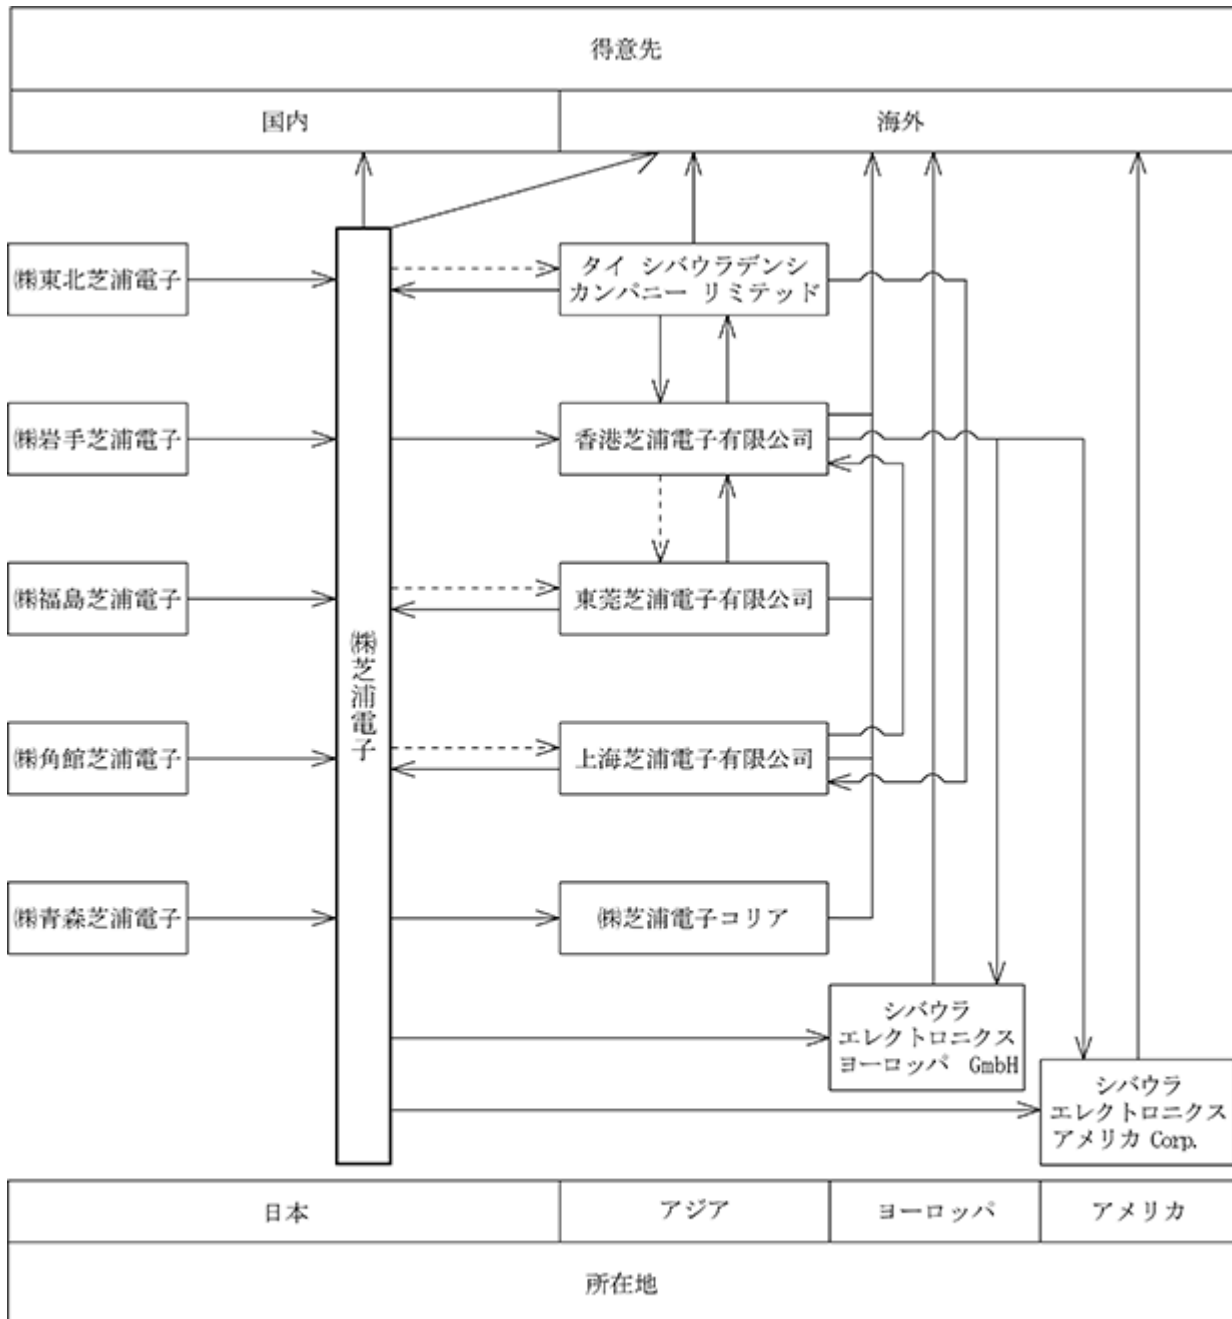 得意先
国内
海外
㈱東北芝浦電子
タイ シバウラデンシ
カンパニー リミテッド
㈱岩手芝浦電子
香港芝浦電子有限公司
㈱福島芝浦電子
東莞芝浦電子有限公司
㈱芝浦電子
㈱角館芝浦電子
上海芝浦電子有限公司
㈱青森芝浦電子
㈱芝浦電子コリア
シバウラ
エレクトロニクス
ヨーロッパ GmbH
シバウラ
エレクトロニクス
アメリカ Corp.
日本
アジア
ヨーロッパ
アメリカ
所在地